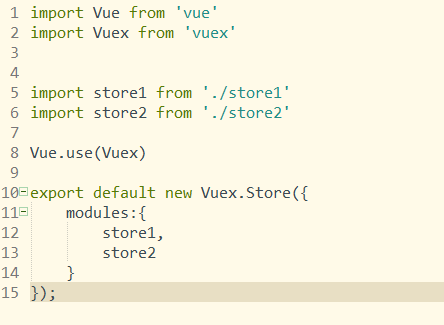 1 import Vue from 'vue'
2 import Vuex from 'vuex'
3
4
5 import store1 from './store1'
6 import store2 from './store2'
7
8 Vue.use(Vuex)
9
10 export default new Vuex.Store({
11     modules:{
12         store1,
13         store2
14     }
15 });